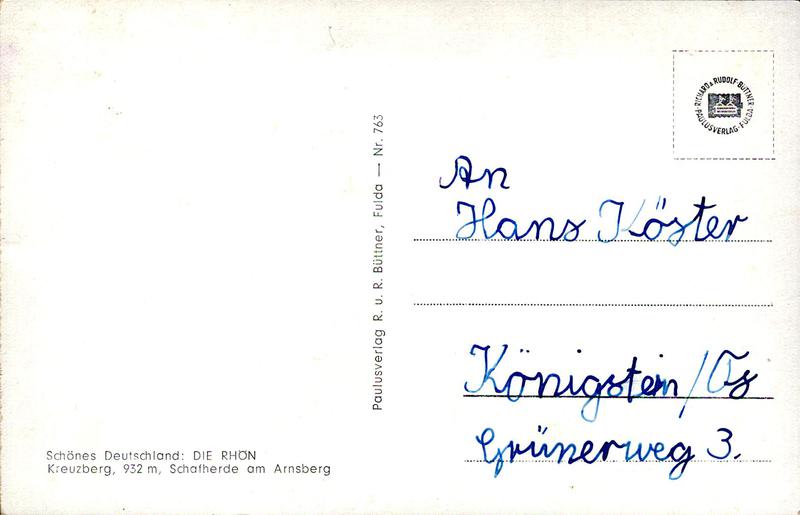 RICHARD & RUDOLF BÜTTNER
PAULUSVERLAG · FULDA
An
Hans Köster
Königstein/Ts
Grünerweg 3.
Paulusverlag R. u. R. Büttner, Fulda — Nr. 763
Schönes Deutschland: DIE RHÖN
Kreuzberg, 932 m, Schafherde am Arnsberg